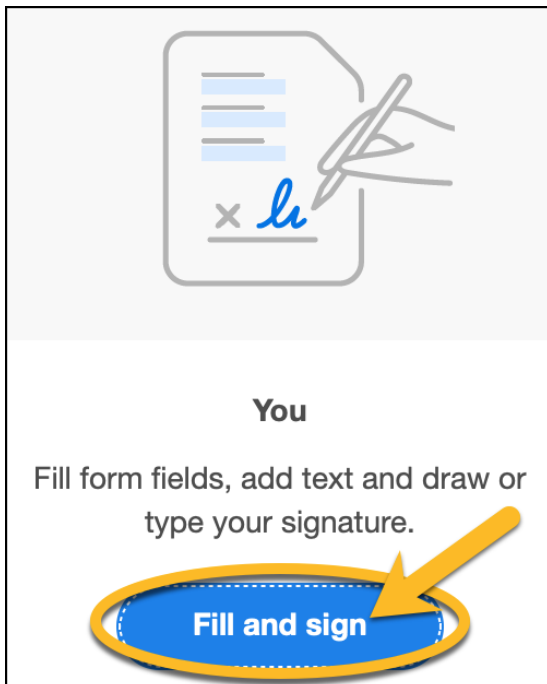 You
Fill form fields, add text and draw or
type your signature.
Fill and sign